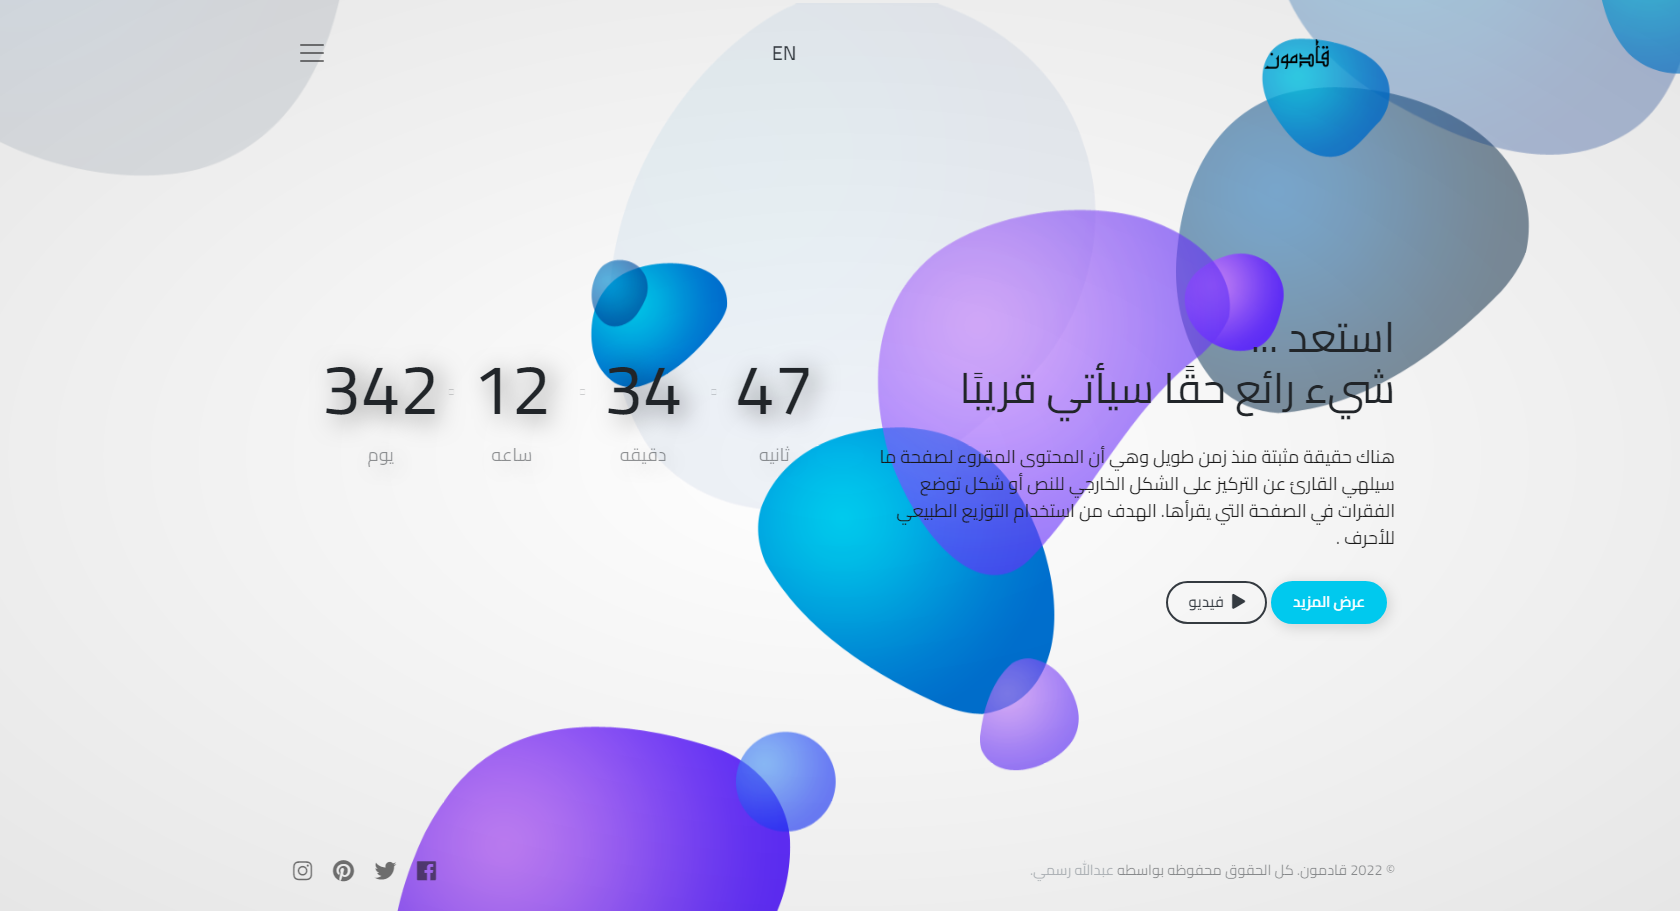 قأدمون
EN
استعد ...
شيء رائع حقًا سيأتي قريبًا
هناك حقيقة مثبتة منذ زمن طويل وهي أن المحتوى المقروء لصفحة ما
سيلهي القارئ عن التركيز على الشكل الخارجي للنص أو شكل توضع
الفقرات في الصفحة التي يقرأها. الهدف من استخدام التوزيع الطبيعي
للأحرف .
عرض المزيد
فيديو
47 : 34 : 12 : 342
ثانيه دقيقه ساعه يوم
© 2022 قادمون. كل الحقوق محفوظه بواسطه عبدالله رسمي.